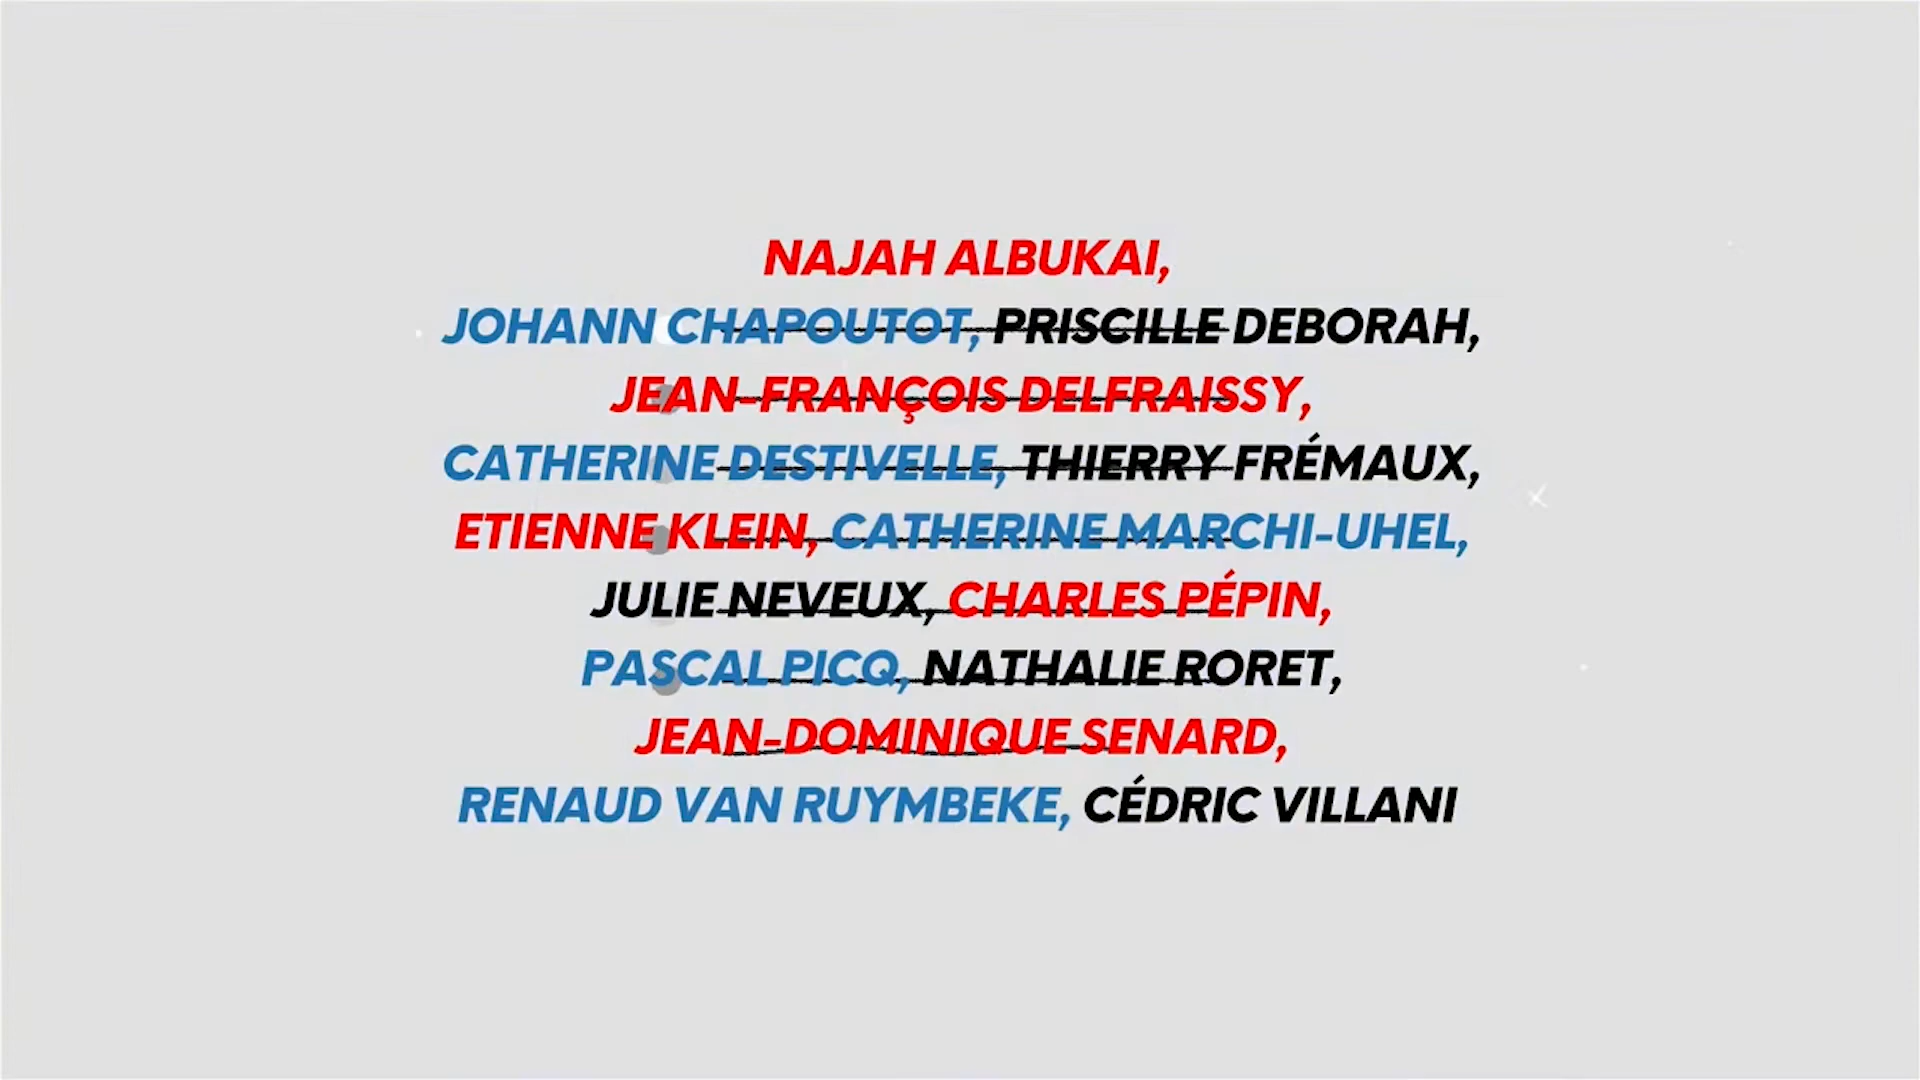 NAJAH ALBUKAI,
JOHANN CHAPOUTOT, PRISCILLE DEBORAH,
JEAN-FRANÇOIS DELFRAISSY,
CATHERINE DESTIVELLE, THIERRY FRÉMAUX,
ETIENNE KLEIN, CATHERINE MARCHI-UHEL,
JULIE NEVEUX, CHARLES PÉPIN,
PASCAL PICQ, NATHALIE RORET,
JEAN-DOMINIQUE SENARD,
RENAUD VAN RUYMBEKE, CÉDRIC VILLANI